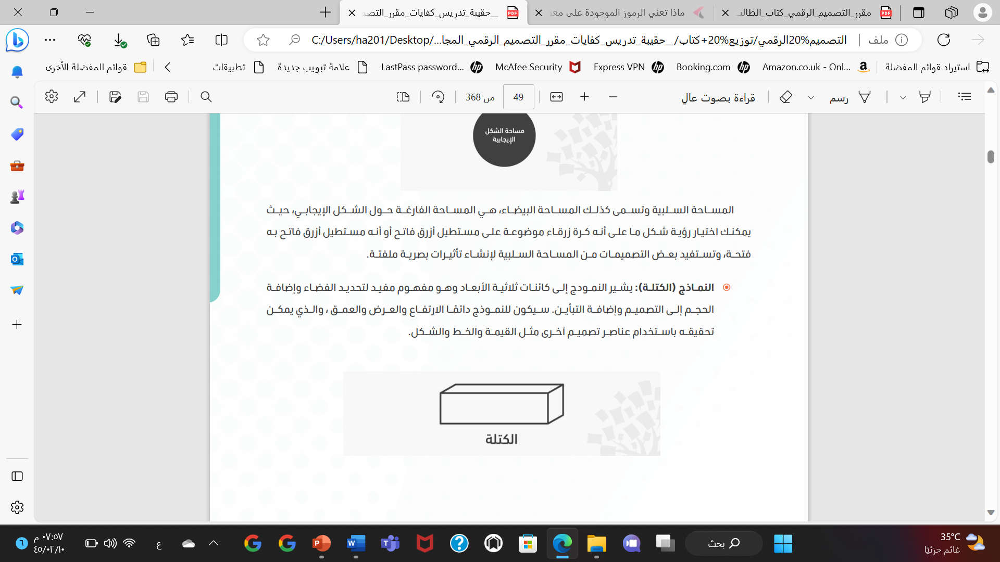 __حقيبة_تدريس_كفايات_مقرر_التصم
ماذا تعني الرموز الموجودة على معد
مقرر_التصميم_الرقمي_كتاب_الطالب
ملف
C:/Users/ha201/Desktop/التصميم%20الرقمي/توزيع%20+كتاب/__حقيبة_تدريس_كفايات_مقرر_التصميم_الرقمي_المجا...
استيراد قوائم المفضلة
Amazon.co.uk - Onl...
Booking.com
Express VPN
McAfee Security
LastPass password...
علامة تبويب جديدة
تطبيقات
قوائم المفضلة الأخرى
رسم
قراءة بصوت عالٍ
49
من 368
مساحة الشكل
الإيجابية
المساحة السلبية وتسمى كذلك المساحة البيضاء، هي المساحة الفارغة حول الشكل الإيجابي، حيث
يمكنك اختيار رؤية شكل ما على أنه كرة زرقاء موضوعة على مستطيل أزرق فاتح أو أنه مستطيل أزرق فاتح به
فتحة، وتستفيد بعض التصميمات من المساحة السلبية لإنشاء تأثيرات بصرية ملفتة.
النماذج (الكتلة): يشير النمودج إلى كائنات ثلاثية الأبعاد وهو مفهوم مفيد لتحديد الفضاء وإضافة
الحجم إلى التصميم وإضافة التبأين. سيكون للنموذج دائمًا الارتفاع والعرض والعمق ، والذي يمكن
تحقيقه باستخدام عناصر تصميم آخرى مثل القيمة والخط والشكل.
الكتلة
35°C
غائم جزئيًا
بحث
ع
٠٧:٥٧ م
٤٥/٠٢/١٠
٦